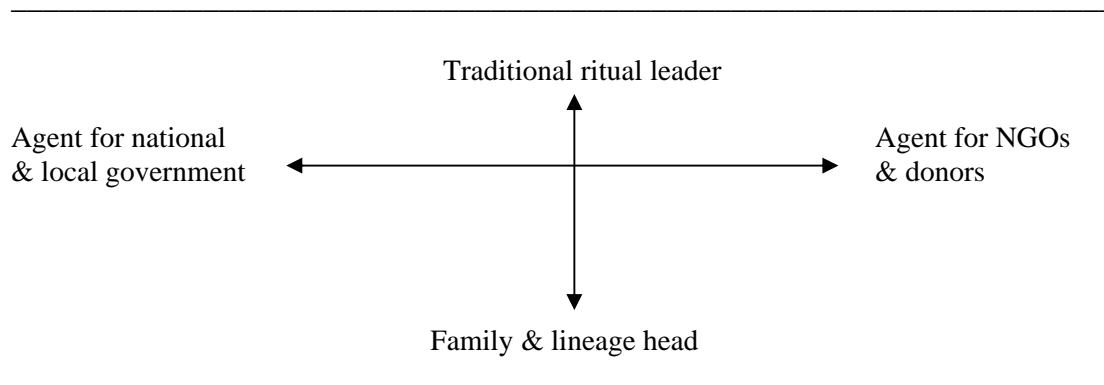 Traditional ritual leader
Agent for national
& local government
Agent for NGOs
& donors
Family & lineage head